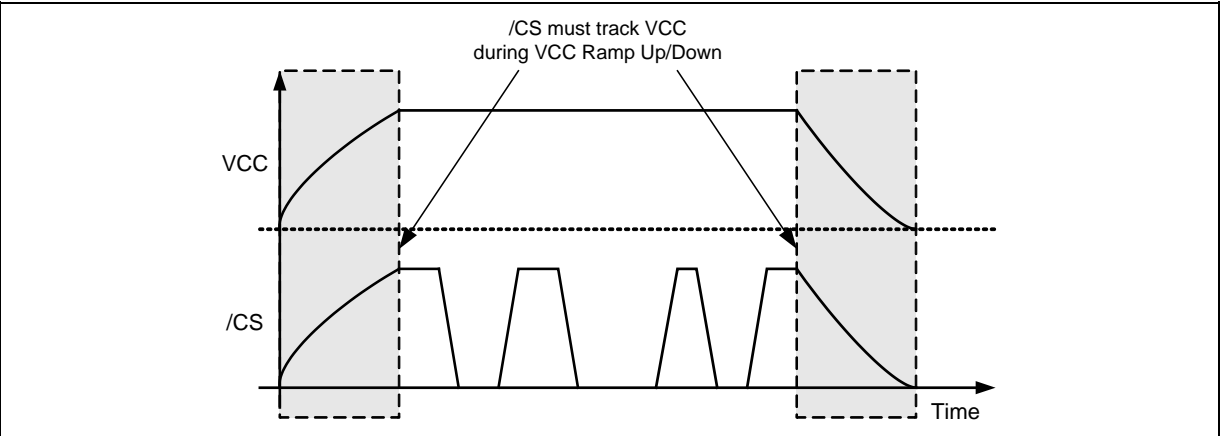 /CS must track VCC
during VCC Ramp Up/Down
VCC
/CS
Time